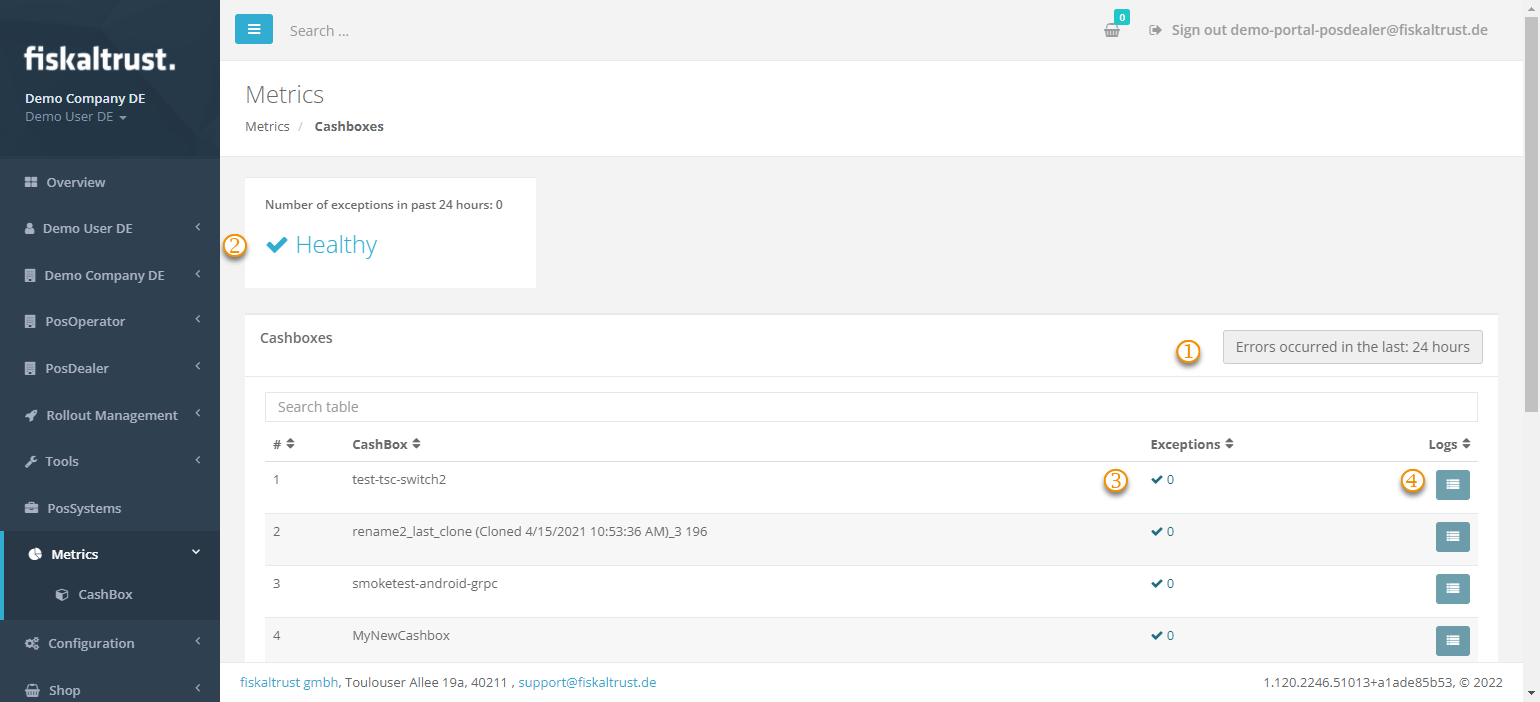 fiskaltrust.
Demo Company DE
Demo User DE
Overview
Demo User DE
Demo Company DE
PosOperator
PosDealer
Rollout Management
Tools
PosSystems
Metrics
CashBox
Configuration
Shop
Search ...
0
Sign out demo-portal-posdealer@fiskaltrust.de
Metrics
Metrics / Cashboxes
Number of exceptions in past 24 hours: 0
2 Healthy
Cashboxes
1 Errors occurred in the last: 24 hours
Search table
# CashBox Exceptions Logs
1 test-tsc-switch2 3 0 4
2 rename2_last_clone (Cloned 4/15/2021 10:53:36 AM)_3 196 0
3 smoketest-android-grpc 0
4 MyNewCashbox 0
fiskaltrust gmbh, Toulouser Allee 19a, 40211 , support@fiskaltrust.de 1.120.2246.51013+a1ade85b53, © 2022